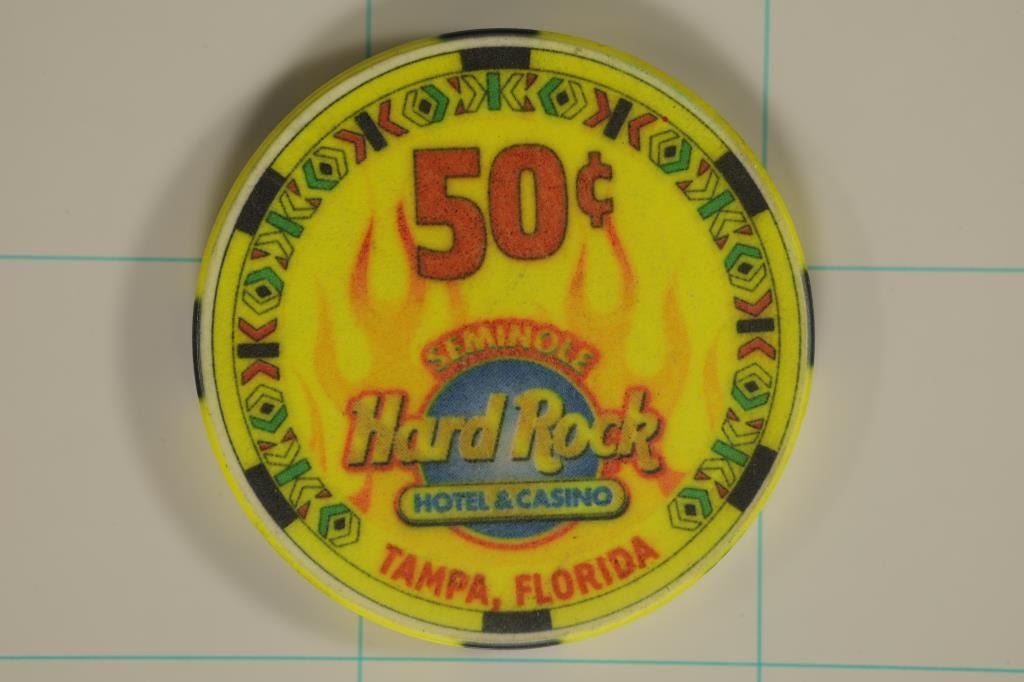 50¢
SEMINOLE
Hard Rock
HOTEL & CASINO
TAMPA, FLORIDA